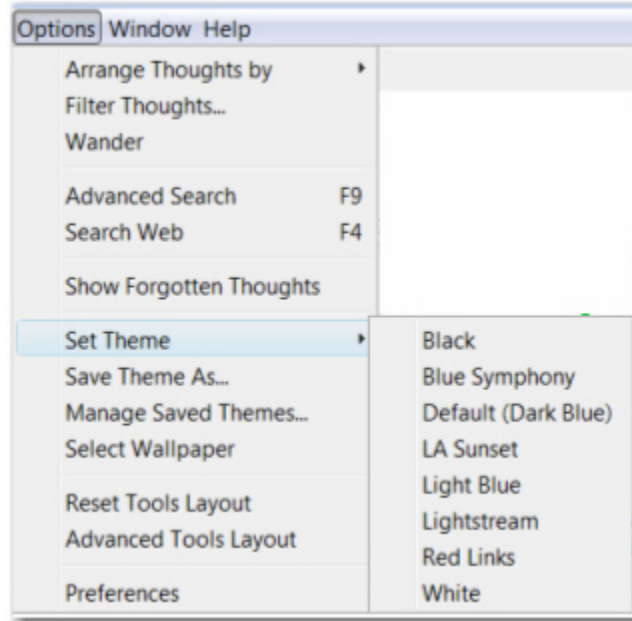 Options Window Help
Arrange Thoughts by
Filter Thoughts...
Wander
Advanced Search F9
Search Web F4
Show Forgotten Thoughts
Set Theme
Save Theme As...
Manage Saved Themes...
Select Wallpaper
Reset Tools Layout
Advanced Tools Layout
Preferences
Black
Blue Symphony
Default (Dark Blue)
LA Sunset
Light Blue
Lightstream
Red Links
White